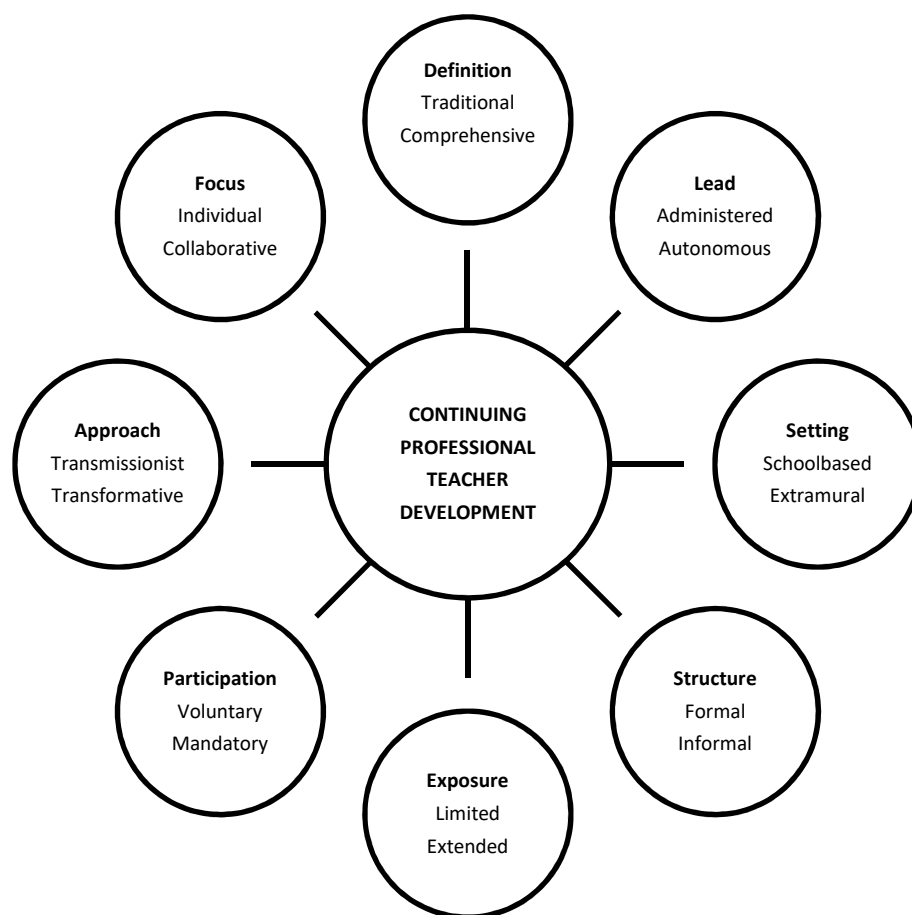 Definition
Traditional
Comprehensive
Focus
Individual
Collaborative
Lead
Administered
Autonomous
Approach
Transmissionist
Transformative
CONTINUING
PROFESSIONAL
TEACHER
DEVELOPMENT
Setting
Schoolbased
Extramural
Participation
Voluntary
Mandatory
Structure
Formal
Informal
Exposure
Limited
Extended